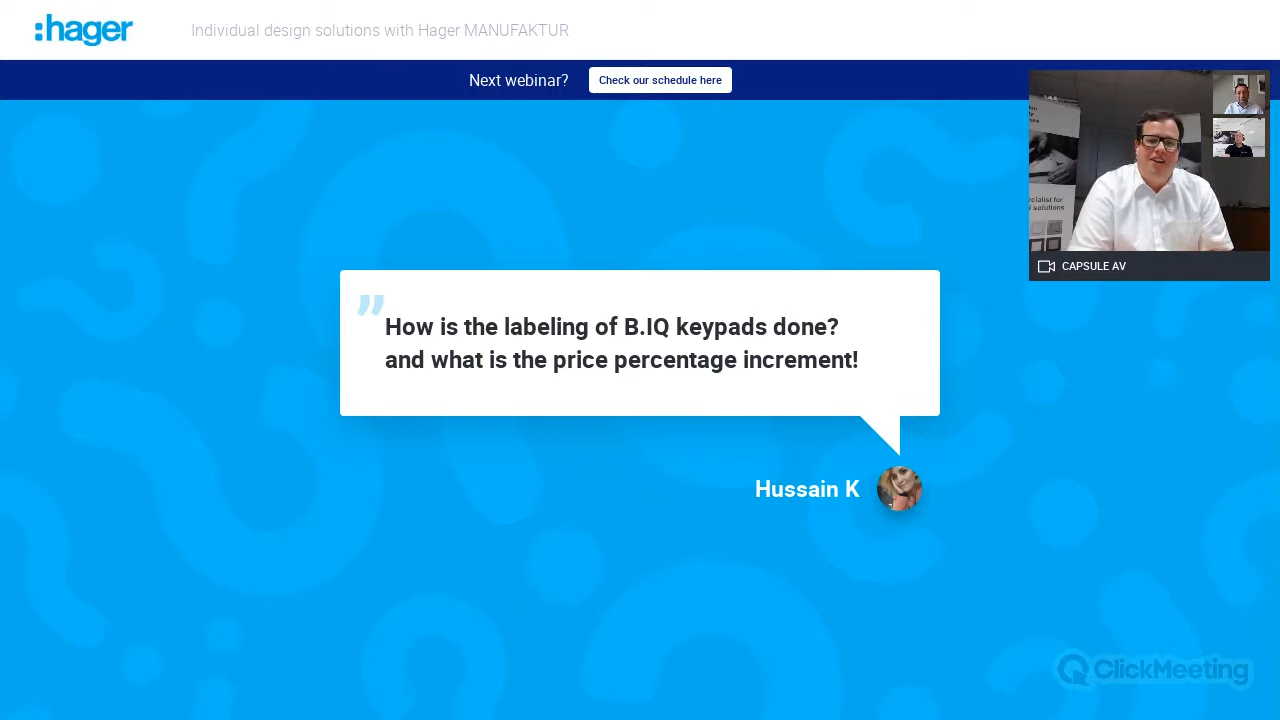 :hager
Individual design solutions with Hager MANUFAKTUR
Next webinar?
Check our schedule here
CAPSULE AV
"
How is the labeling of B.IQ keypads done?
and what is the price percentage increment!
Hussain K
ClickMeeting